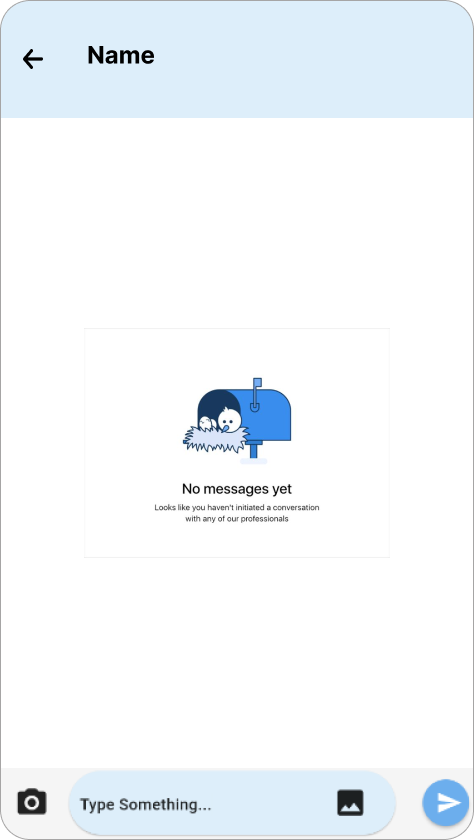 Name
No messages yet
Looks like you haven't initiated a conversation
with any of our professionals
Type Something...